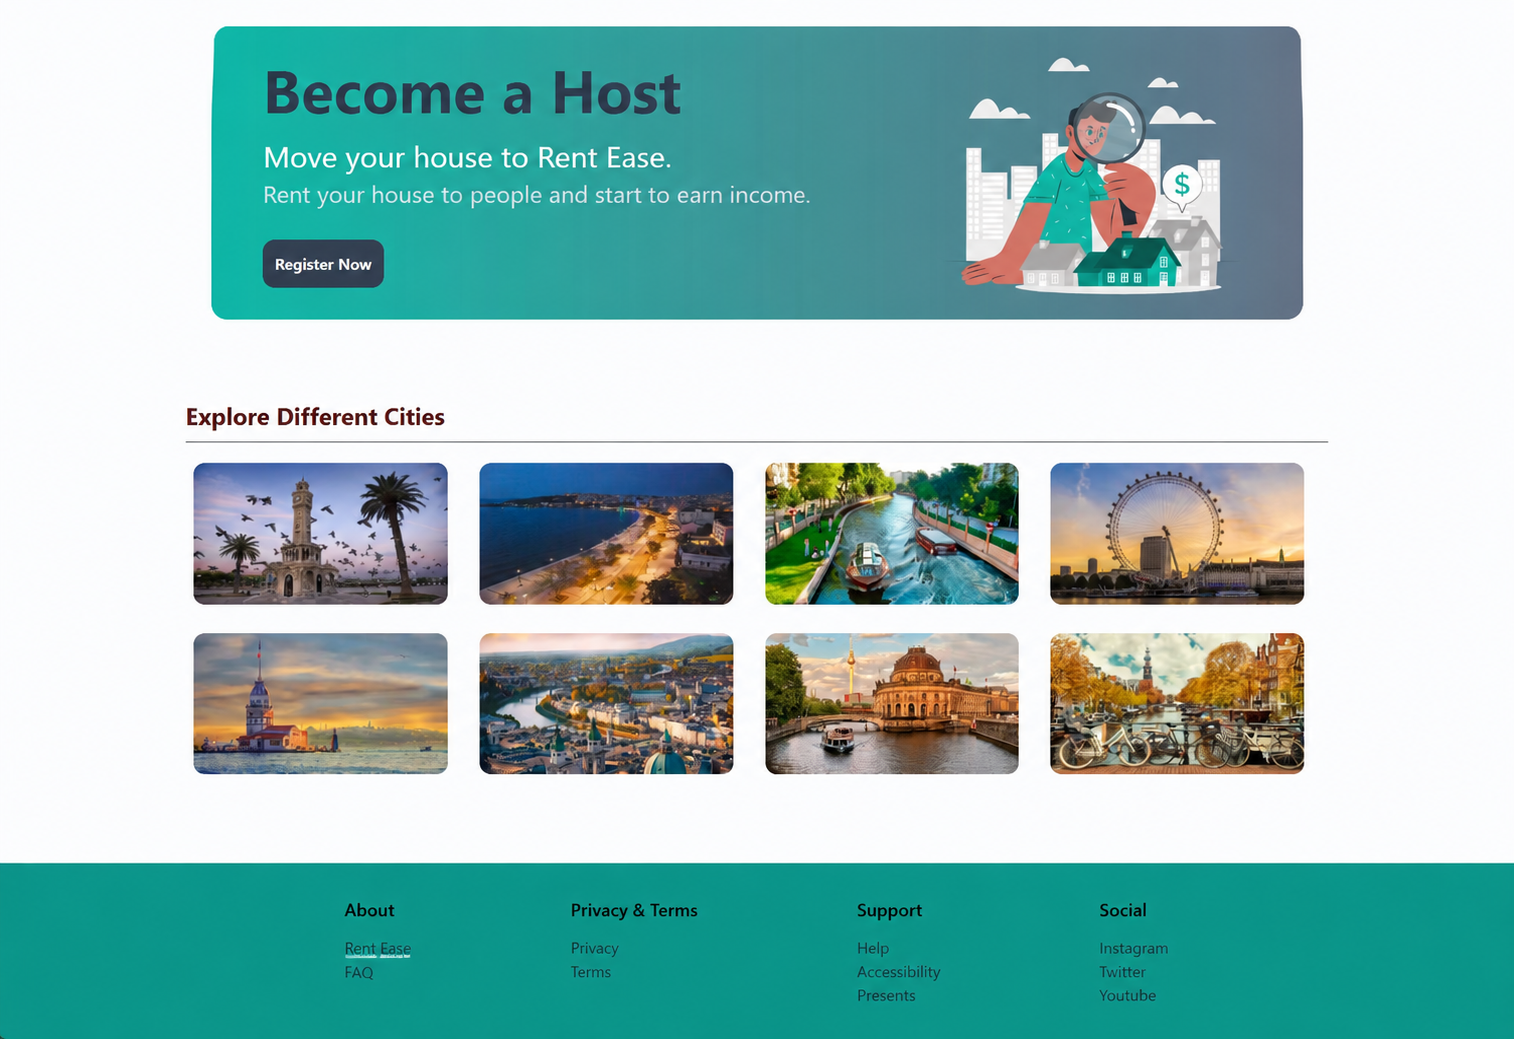 Become a Host
Move your house to Rent Ease.
Rent your house to people and start to earn income.
$
Register Now
Explore Different Cities
About
Rent Ease
FAQ
Privacy & Terms
Privacy
Terms
Support
Help
Accessibility
Presents
Social
Instagram
Twitter
Youtube